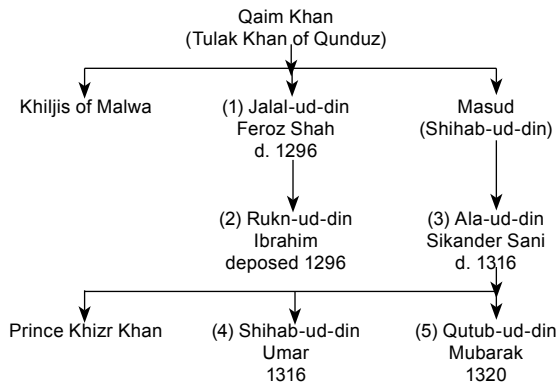 Qaim Khan
(Tulak Khan of Qunduz)
Khiljis of Malwa
(1) Jalal-ud-din
Feroz Shah
d. 1296
Masud
(Shihab-ud-din)
(2) Rukn-ud-din
Ibrahim
deposed 1296
(3) Ala-ud-din
Sikander Sani
d. 1316
Prince Khizr Khan
(4) Shihab-ud-din
Umar
1316
(5) Qutub-ud-din
Mubarak
1320